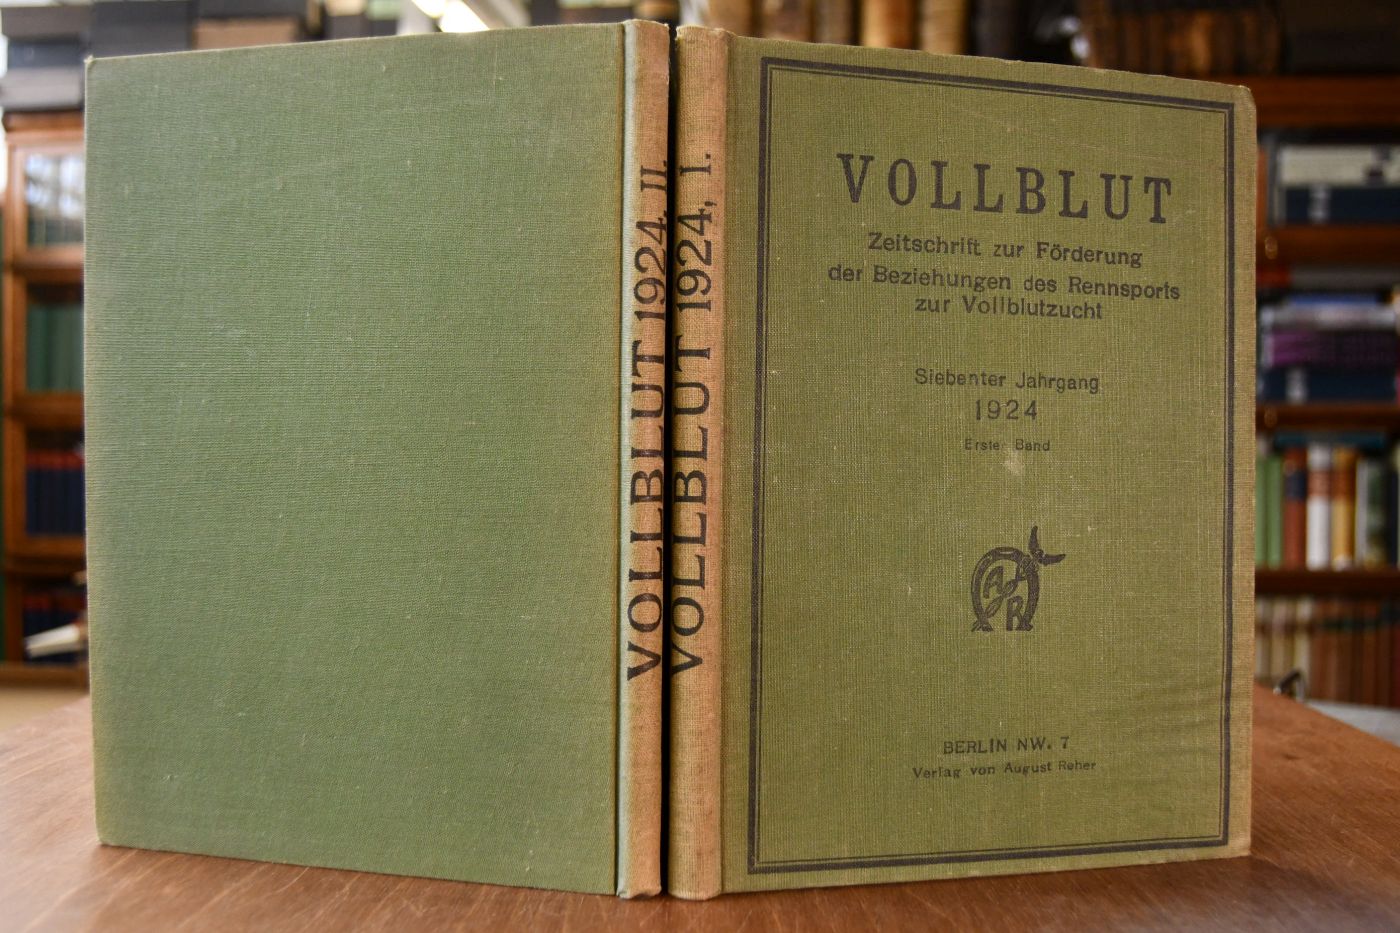 VOLLBLUT 1924, II.
VOLLBLUT 1924, I.
VOLLBLUT
Zeitschrift zur Förderung
der Beziehungen des Rennsports
zur Vollblutzucht
Siebenter Jahrgang
1924
Erster Band
A R
BERLIN NW. 7
Verlag von August Reher